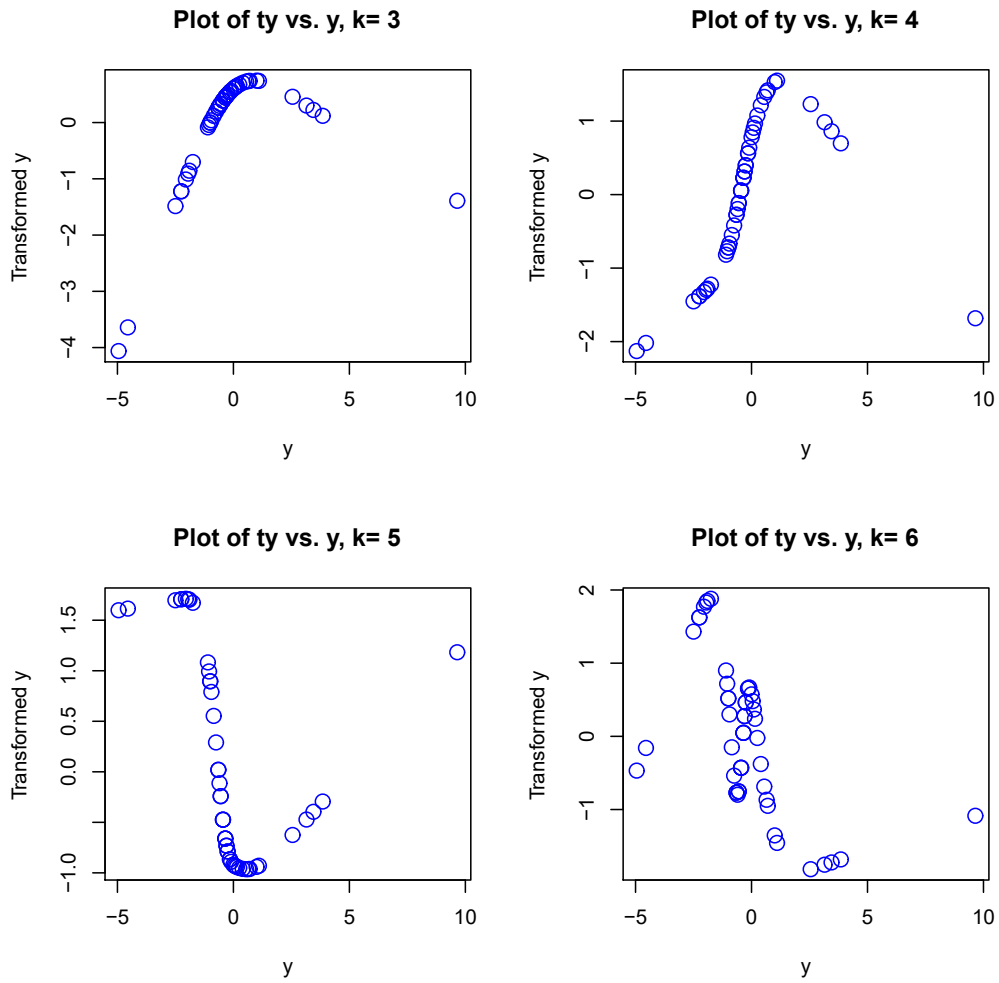 Plot of ty vs. y, k= 3
Transformed y
0
−1
−2
−3
−4
−5 0 5 10
y
Plot of ty vs. y, k= 4
Transformed y
1
0
−1
−2
−5 0 5 10
y
Plot of ty vs. y, k= 5
Transformed y
1.5
1.0
0.5
0.0
−1.0
−5 0 5 10
y
Plot of ty vs. y, k= 6
Transformed y
2
1
0
−1
−5 0 5 10
y